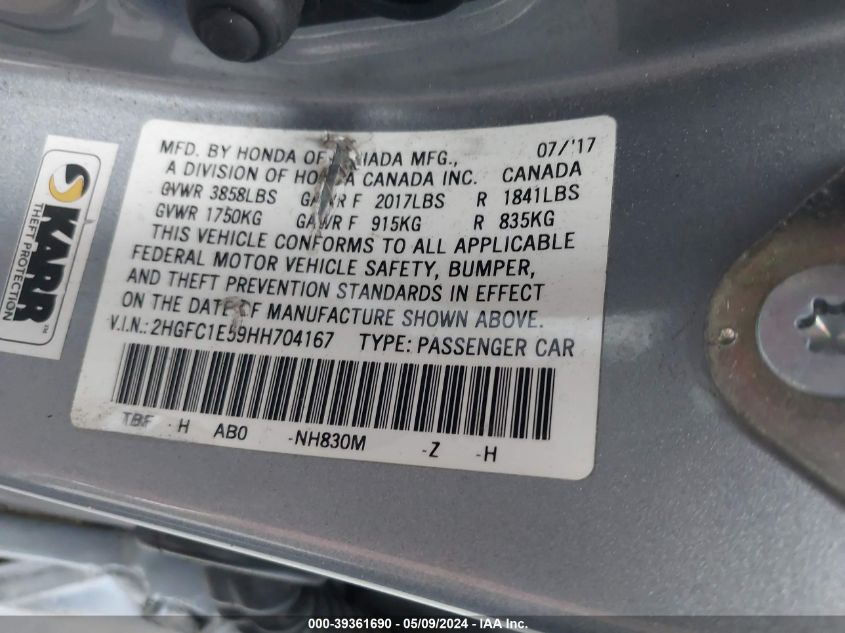 MFD. BY HONDA OF MFG., 07/'17
A DIVISION OF HONDA CANADA INC. CANADA
GVWR 3858LBS GAWR F 2017LBS R 1841LBS
GVWR 1750KG GAWR F 915KG R 835KG
THIS VEHICLE CONFORMS TO ALL APPLICABLE
FEDERAL MOTOR VEHICLE SAFETY, BUMPER,
AND THEFT PREVENTION STANDARDS IN EFFECT
ON THE DATE OF MANUFACTURE SHOWN ABOVE.
V.I.N.: 2HGFC1E59HH704167 TYPE: PASSENGER CAR
TBF - H AB0 -NH830M -Z -H
KARR
THEFT PROTECTION
000-39361690 - 05/09/2024 - IAA Inc.